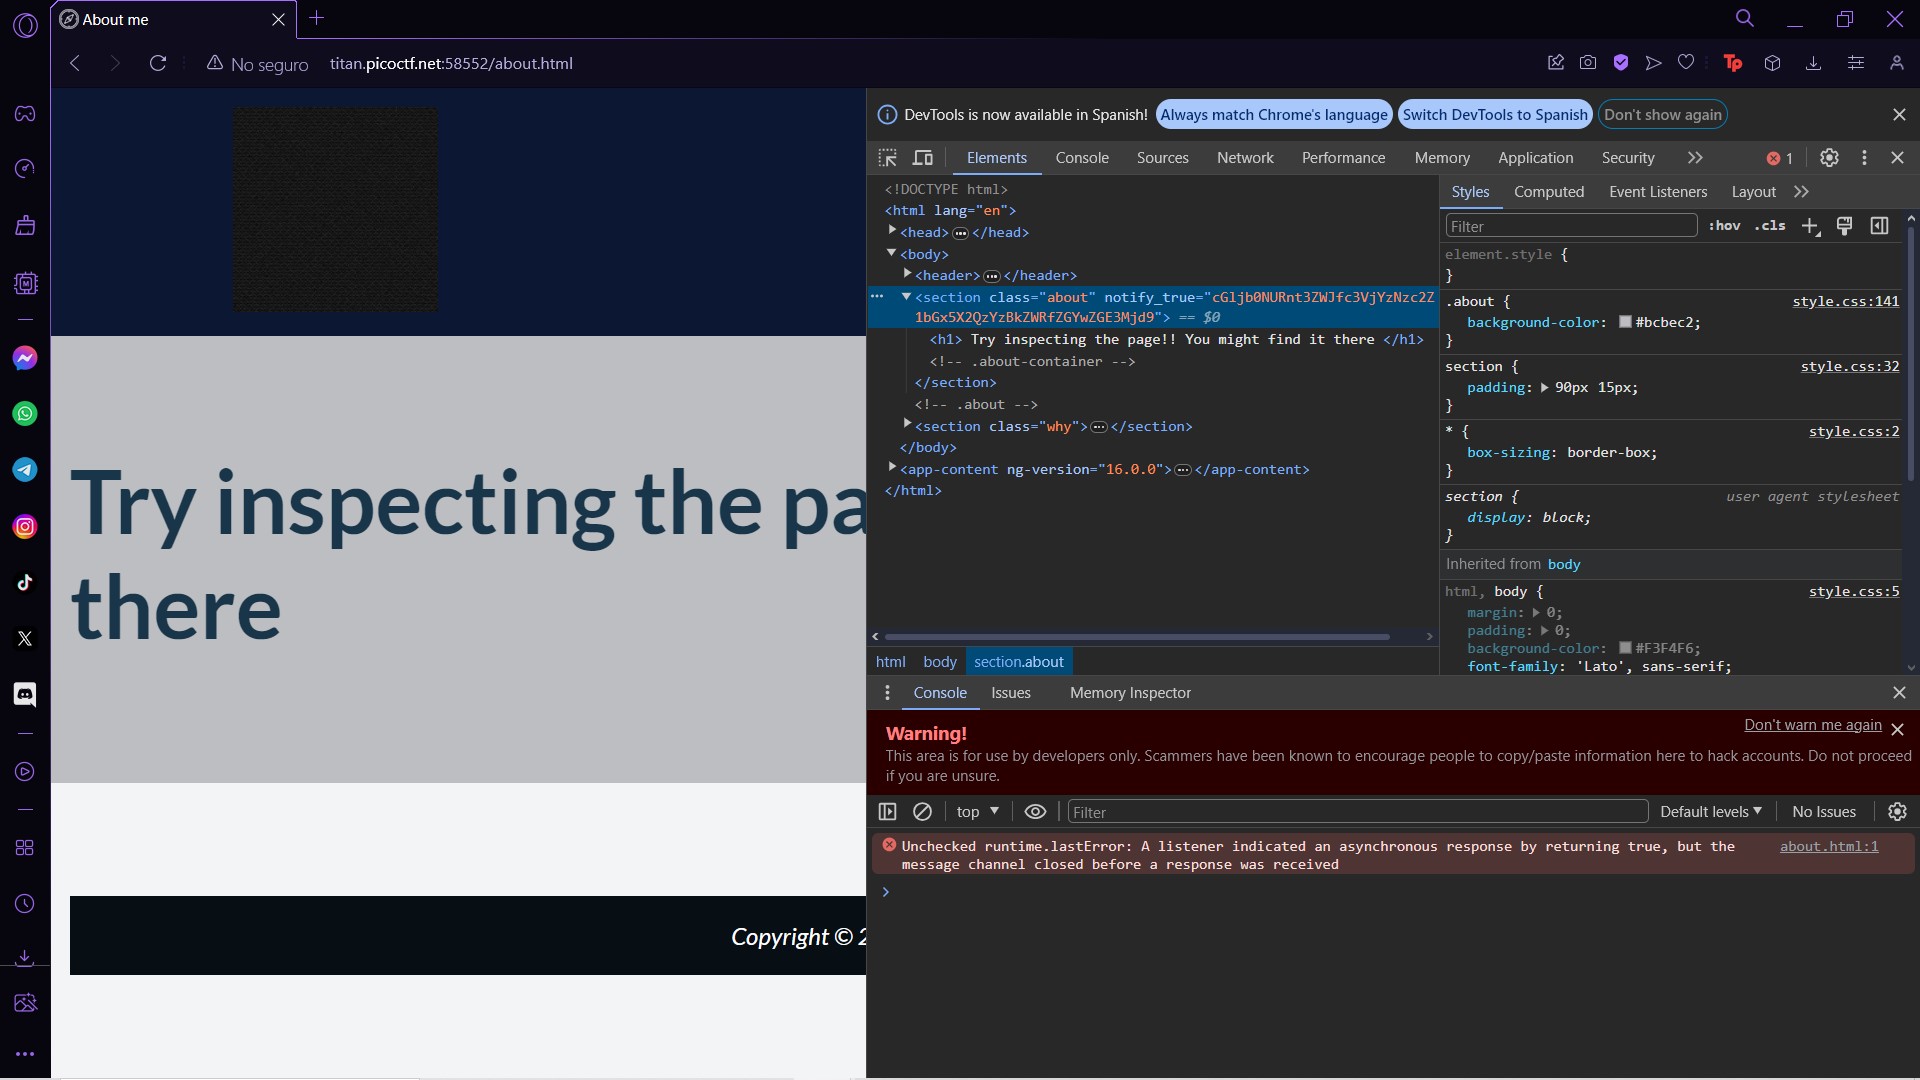 About me
No seguro
titan.picoctf.net:58552/about.html
Tp
Try inspecting the pa
there
Copyright © 2
DevTools is now available in Spanish! Always match Chrome's language Switch DevTools to Spanish Don't show again
Elements Console Sources Network Performance Memory Application Security 1
<!DOCTYPE html>
<html lang="en">
<head> ••• </head>
<body>
<header> ••• </header>
••• <section class="about" notify_true="cGljb0NURnt3ZWJfc3VjYzNzc2Z
1bGx5X2QzYzBkZWRfZGYwZGE3Mjd9"> == $0
<h1> Try inspecting the page!! You might find it there </h1>
<!-- .about-container -->
</section>
<!-- .about -->
<section class="why"> ••• </section>
</body>
<app-content ng-version="16.0.0"> ••• </app-content>
</html>
html body section.about
Styles Computed Event Listeners Layout
Filter :hov .cls
element.style {
}
.about { style.css:141
background-color: #bcbec2;
}
section { style.css:32
padding: 90px 15px;
}
* { style.css:2
box-sizing: border-box;
}
section { user agent stylesheet
display: block;
}
Inherited from body
html, body { style.css:5
margin: 0;
padding: 0;
background-color: #F3F4F6;
font-family: 'Lato', sans-serif;
Console Issues Memory Inspector
Warning! Don't warn me again
This area is for use by developers only. Scammers have been known to encourage people to copy/paste information here to hack accounts. Do not proceed
if you are unsure.
top Filter Default levels No Issues
Unchecked runtime.lastError: A listener indicated an asynchronous response by returning true, but the about.html:1
message channel closed before a response was received